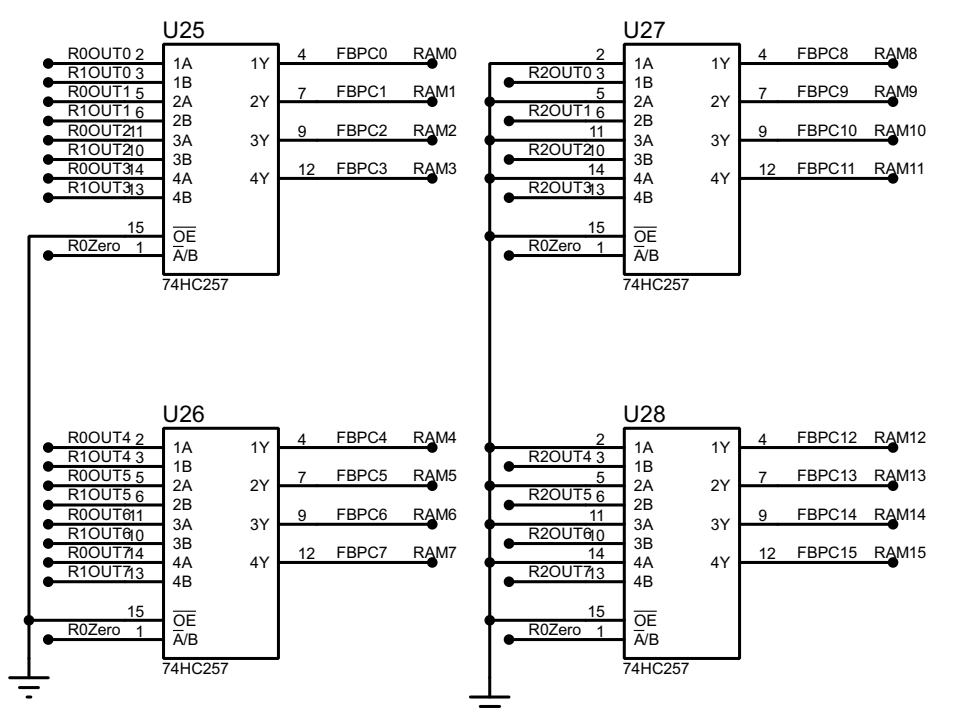 U25
R0OUT0 2 1A 1Y 4 FBPC0 RAM0
R1OUT0 3 1B
R0OUT1 5 2A 2Y 7 FBPC1 RAM1
R1OUT1 6 2B
R0OUT2 11 3A 3Y 9 FBPC2 RAM2
R1OUT2 10 3B
R0OUT3 14 4A 4Y 12 FBPC3 RAM3
R1OUT3 13 4B
15 OE
R0Zero 1 A/B
74HC257
U27
2 1A 1Y 4 FBPC8 RAM8
R2OUT0 3 1B
5 2A 2Y 7 FBPC9 RAM9
R2OUT1 6 2B
11 3A 3Y 9 FBPC10 RAM10
R2OUT2 10 3B
14 4A 4Y 12 FBPC11 RAM11
R2OUT3 13 4B
15 OE
R0Zero 1 A/B
74HC257
U26
R0OUT4 2 1A 1Y 4 FBPC4 RAM4
R1OUT4 3 1B
R0OUT5 5 2A 2Y 7 FBPC5 RAM5
R1OUT5 6 2B
R0OUT6 11 3A 3Y 9 FBPC6 RAM6
R1OUT6 10 3B
R0OUT7 14 4A 4Y 12 FBPC7 RAM7
R1OUT7 13 4B
15 OE
R0Zero 1 A/B
74HC257
U28
2 1A 1Y 4 FBPC12 RAM12
R2OUT4 3 1B
5 2A 2Y 7 FBPC13 RAM13
R2OUT5 6 2B
11 3A 3Y 9 FBPC14 RAM14
R2OUT6 10 3B
14 4A 4Y 12 FBPC15 RAM15
R2OUT7 13 4B
15 OE
R0Zero 1 A/B
74HC257